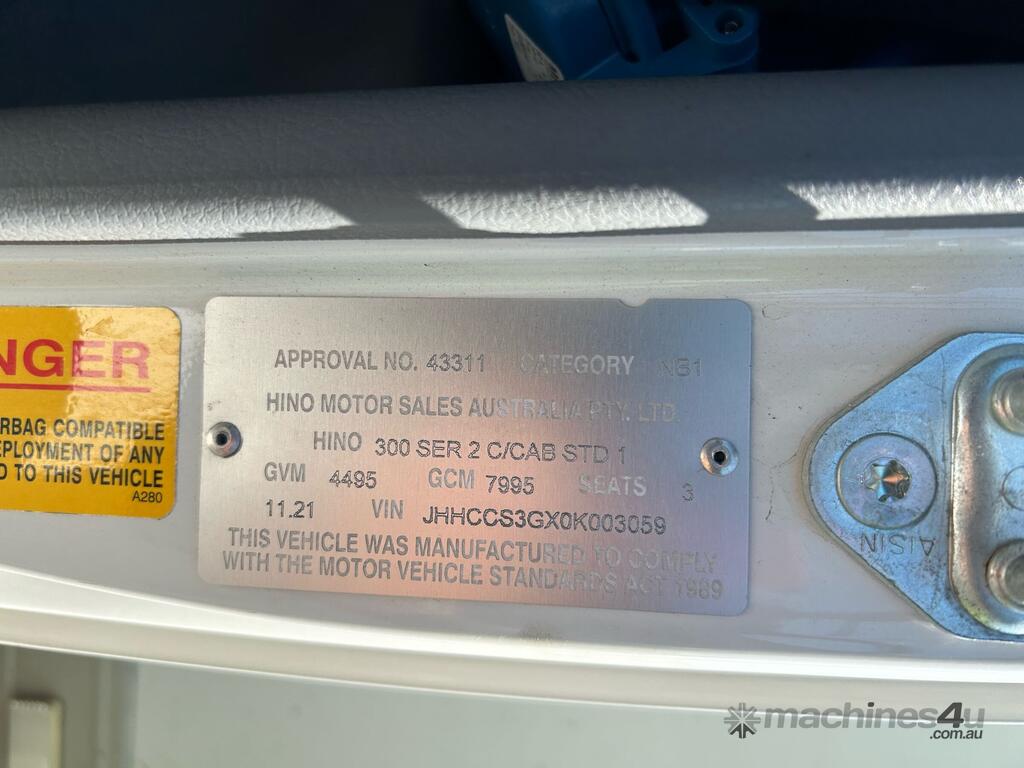 NGER
RBAG COMPATIBLE
EPLOYMENT OF ANY
D TO THIS VEHICLE
A280
APPROVAL NO. 43311 CATEGORY NB1
HINO MOTOR SALES AUSTRALIA PTY. LTD.
HINO 300 SER 2 C/CAB STD 1
GVM 4495 GCM 7995 SEATS 3
11.21 VIN JHHCCS3GX0K003059
THIS VEHICLE WAS MANUFACTURED TO COMPLY
WITH THE MOTOR VEHICLE STANDARDS ACT 1989
AISIN
machines4u
.com.au